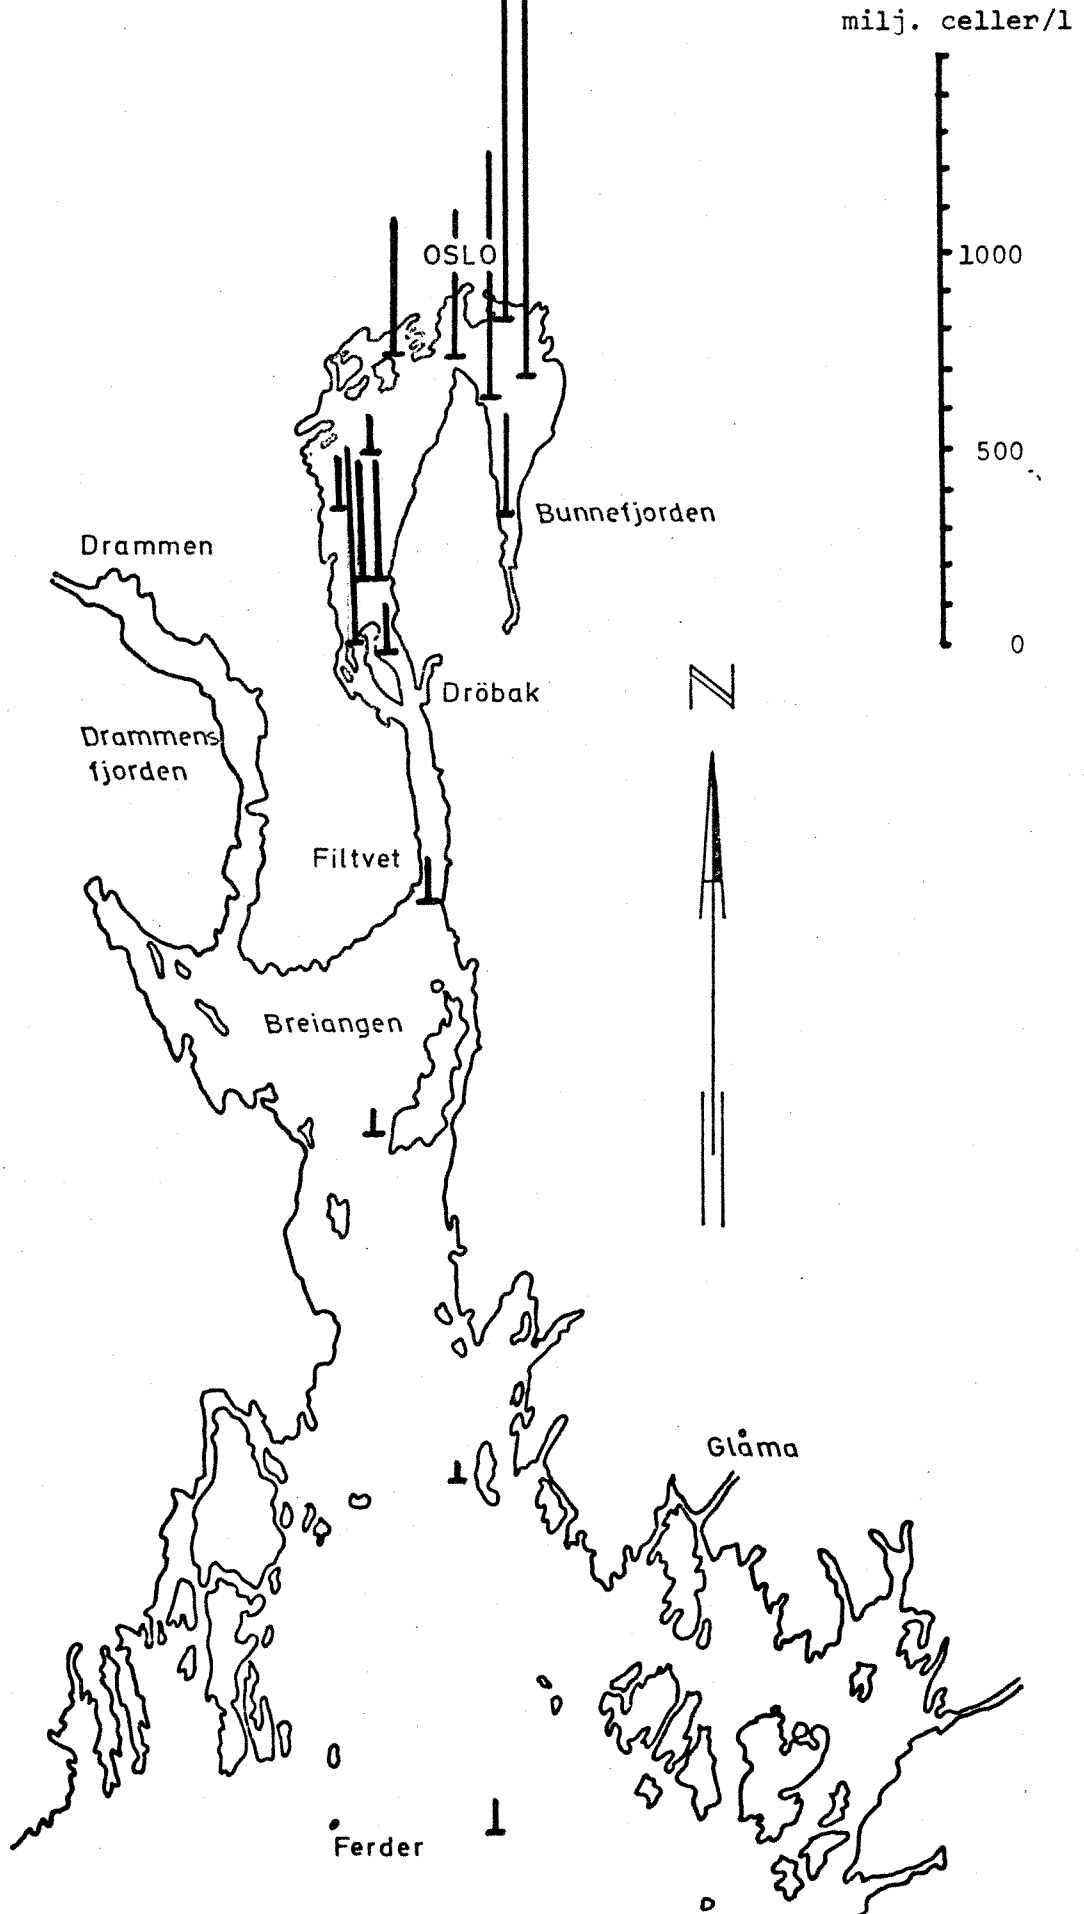 milj. celler/l
OSLO
1000
500
Bunnefjorden
Drammen
0
Dröbak
N
Drammens
fjorden
Filtvet
Breiangen
Glåma
Ferder